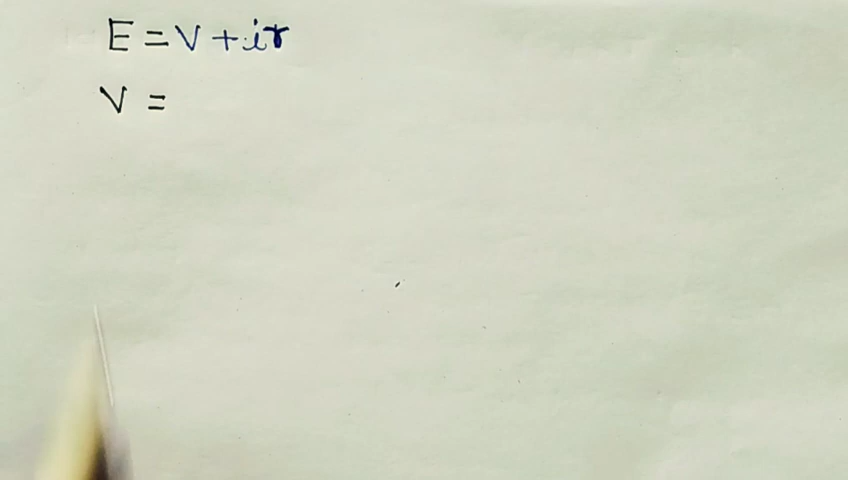 E = V + ir
V =